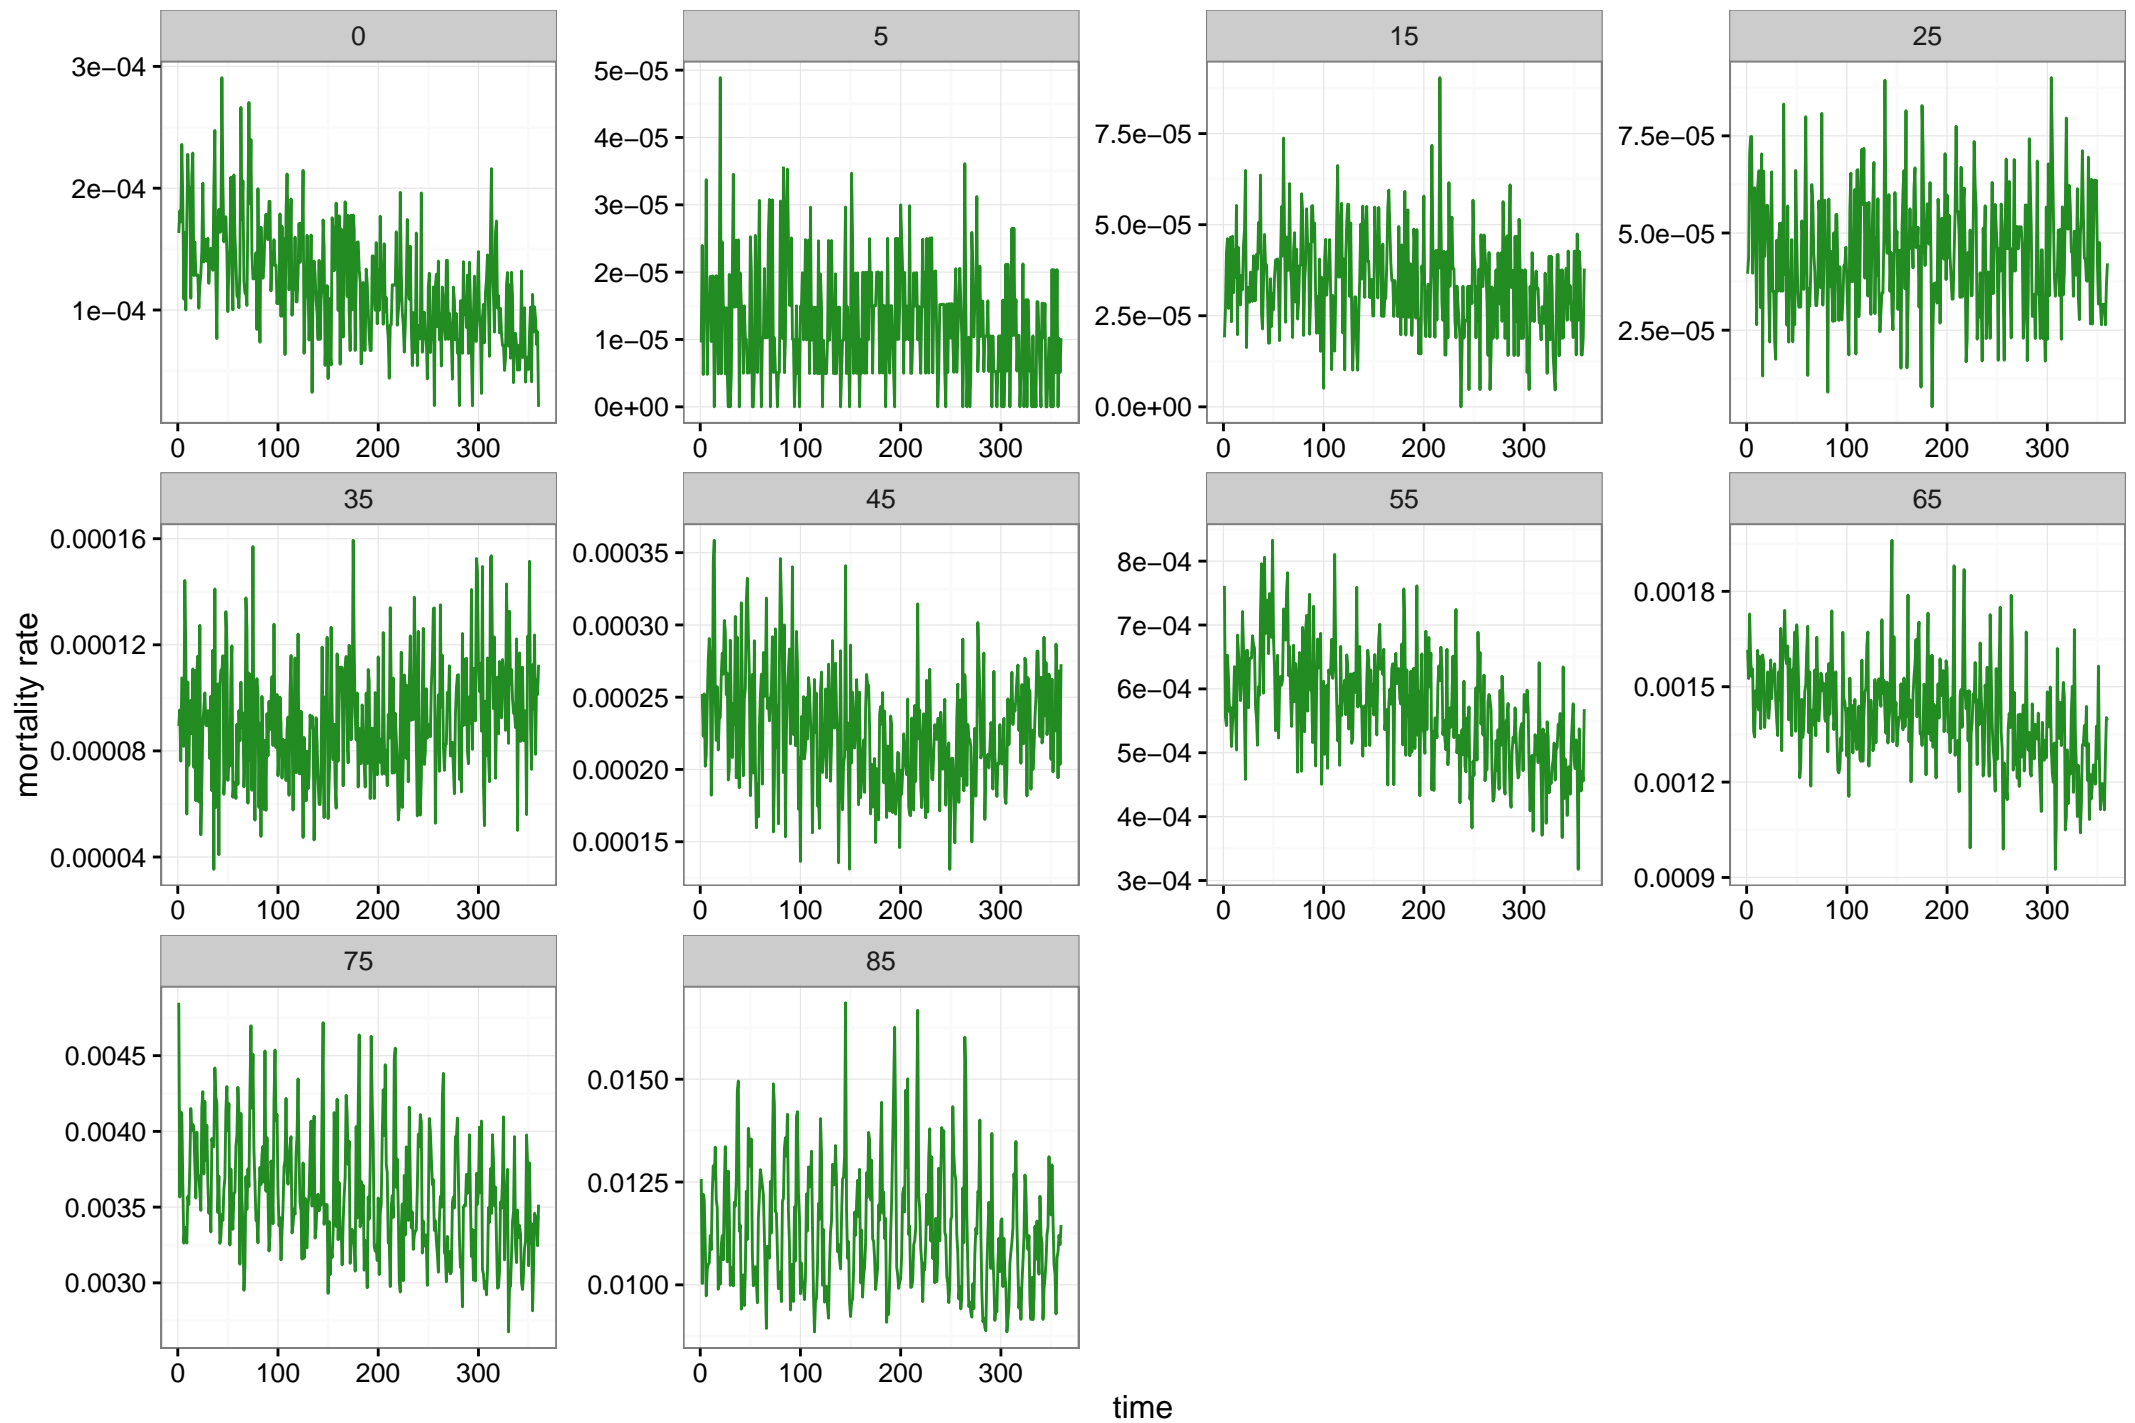 0 5 15 25
3e−04 5e−05
4e−05 7.5e−05 7.5e−05
2e−04 3e−05 5.0e−05 5.0e−05
2e−05
1e−04 1e−05 2.5e−05 2.5e−05
0e+00 0.0e+00
0 100 200 300 0 100 200 300 0 100 200 300 0 100 200 300
35 45 55 65
0.00016 0.00035 8e−04 0.0018
0.00012 0.00030 7e−04
0.00025 6e−04 0.0015
0.00008 0.00020 5e−04 0.0012
0.00004 0.00015 4e−04
3e−04 0.0009
0 100 200 300 0 100 200 300 0 100 200 300 0 100 200 300
mortality rate
75 85
0.0045 0.0150
0.0040 0.0125
0.0035
0.0030 0.0100
0 100 200 300 0 100 200 300
time